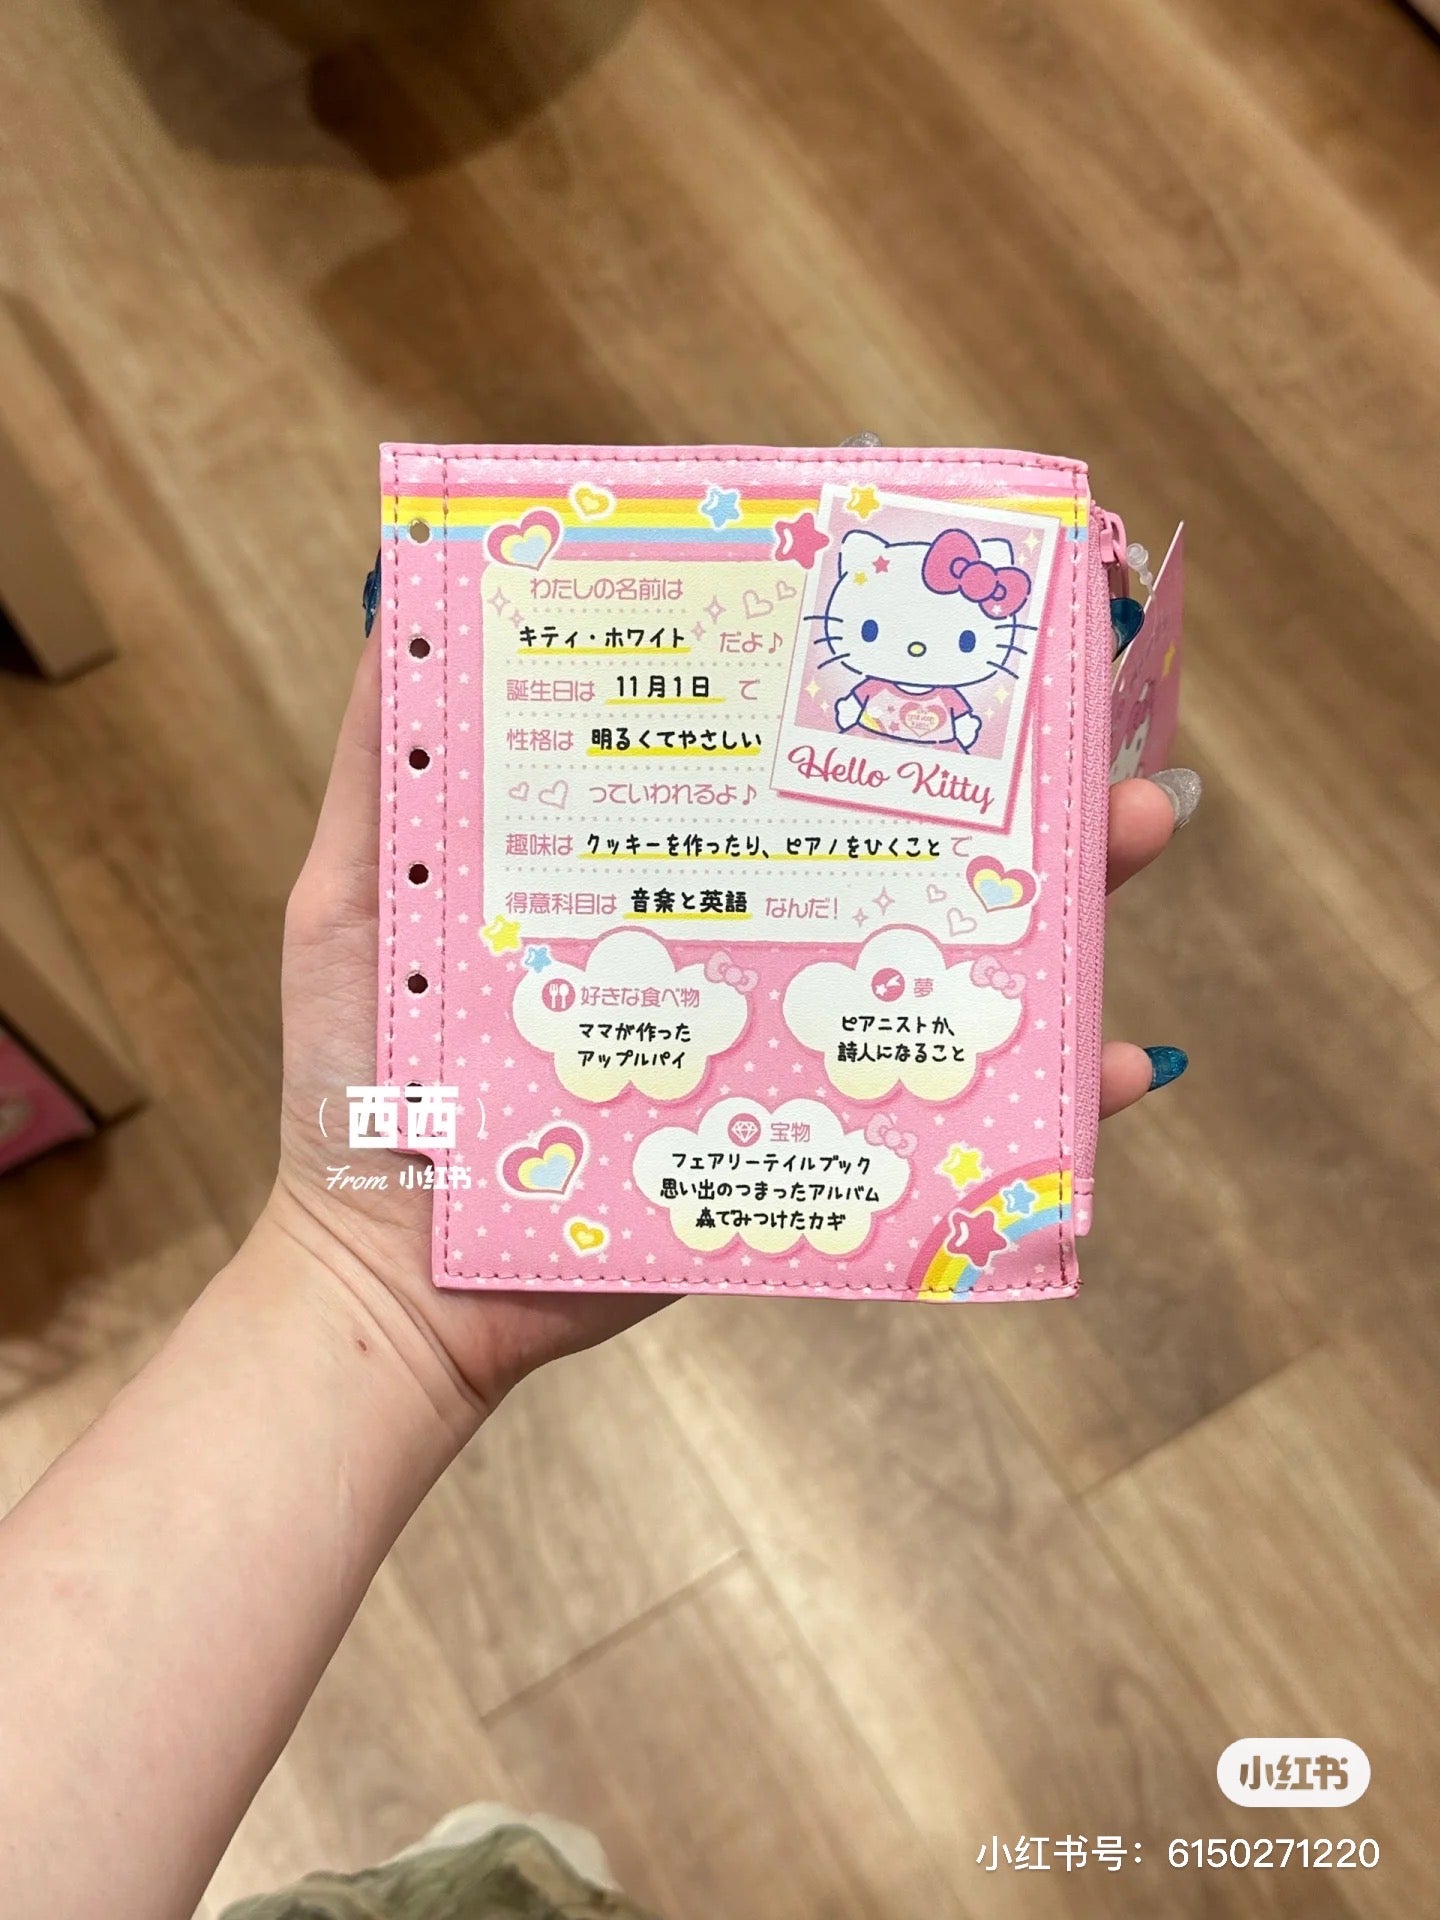 わたしの名前は
キティ・ホワイト だよ♪
誕生日は 11月1日 で
性格は 明るくてやさしい
っていわれるよ♪
趣味は クッキーを作ったり、ピアノをひくこと で
得意科目は 音楽と英語 なんだ!
Hello Kitty
好きな食べ物
ママが作った
アップルパイ
夢
ピアニストか、
詩人になること
宝物
フェアリーテイルブック
思い出のつまったアルバム
森でみつけたカギ
(西西)
From 小红书
小红书
小红书号：6150271220